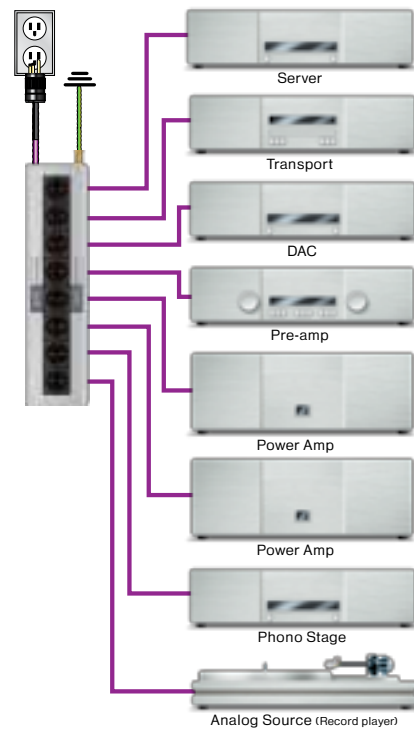 Server
Transport
DAC
Pre-amp
Power Amp
Power Amp
Phono Stage
Analog Source (Record player)